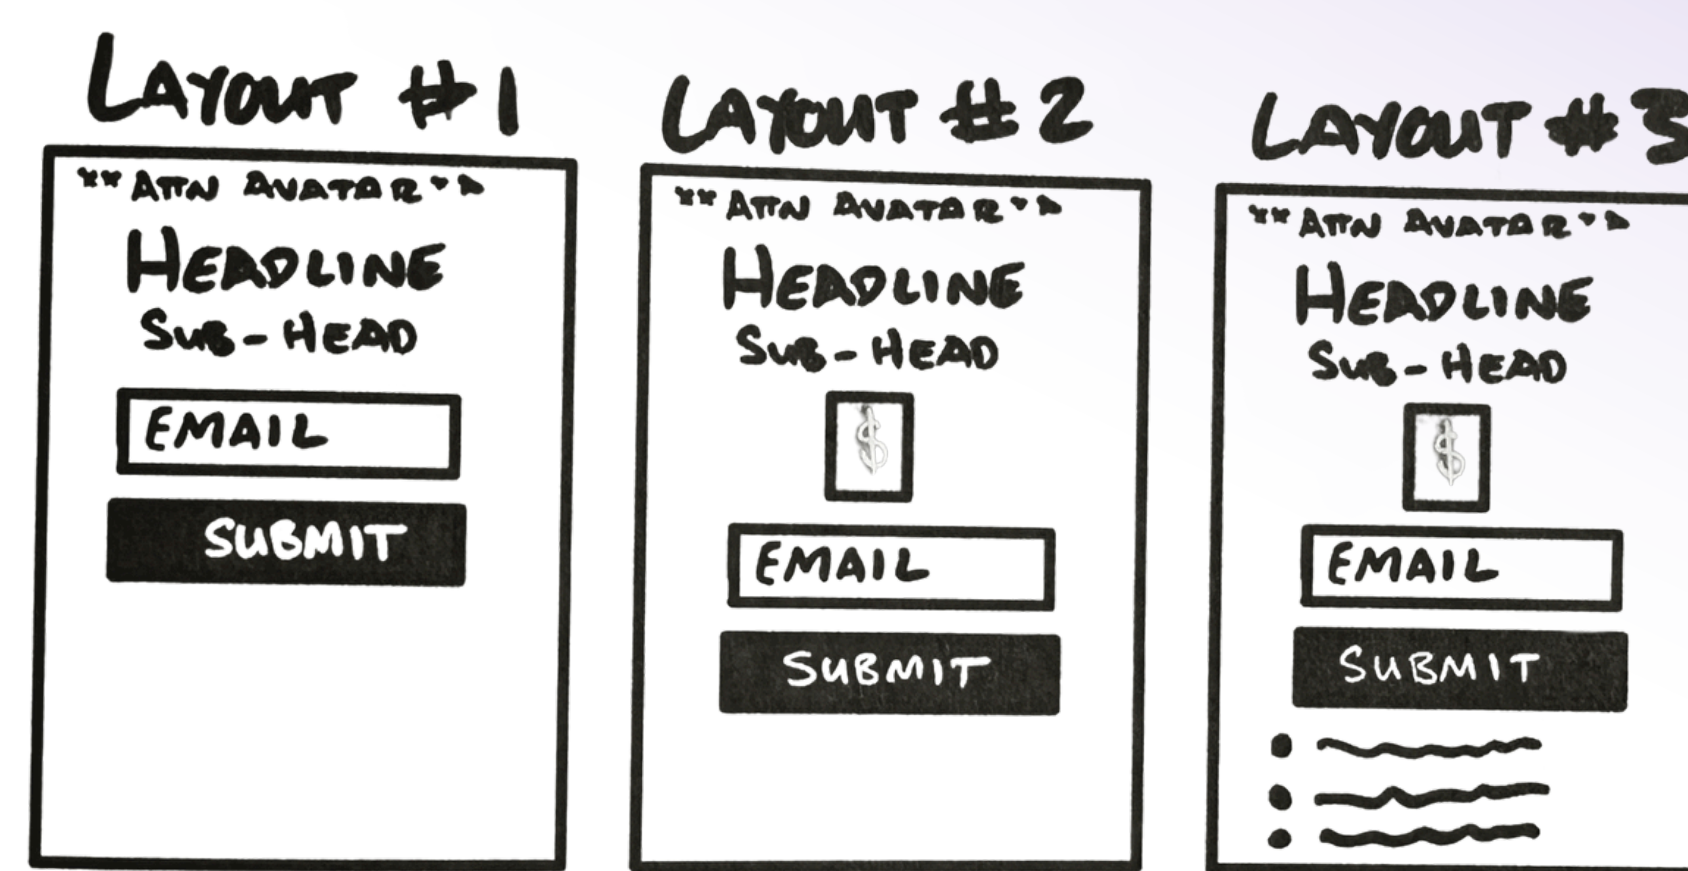 LAYOUT #1
**ATTN AVATAR**
HEADLINE
SUB-HEAD
EMAIL
SUBMIT
LAYOUT #2
**ATTN AVATAR**
HEADLINE
SUB-HEAD
$
EMAIL
SUBMIT
LAYOUT #3
**ATTN AVATAR**
HEADLINE
SUB-HEAD
$
EMAIL
SUBMIT